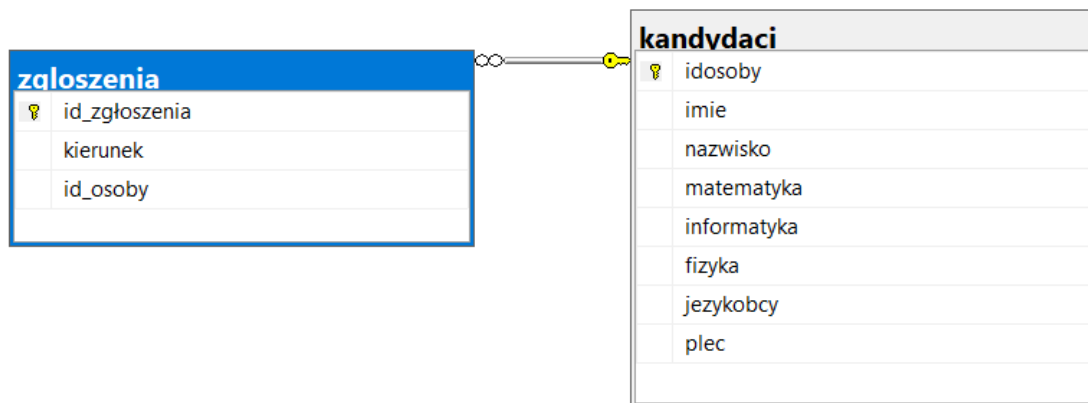 zgloszenia
id_zgłoszenia
kierunek
id_osoby
kandydaci
idosoby
imie
nazwisko
matematyka
informatyka
fizyka
jezykobcy
plec